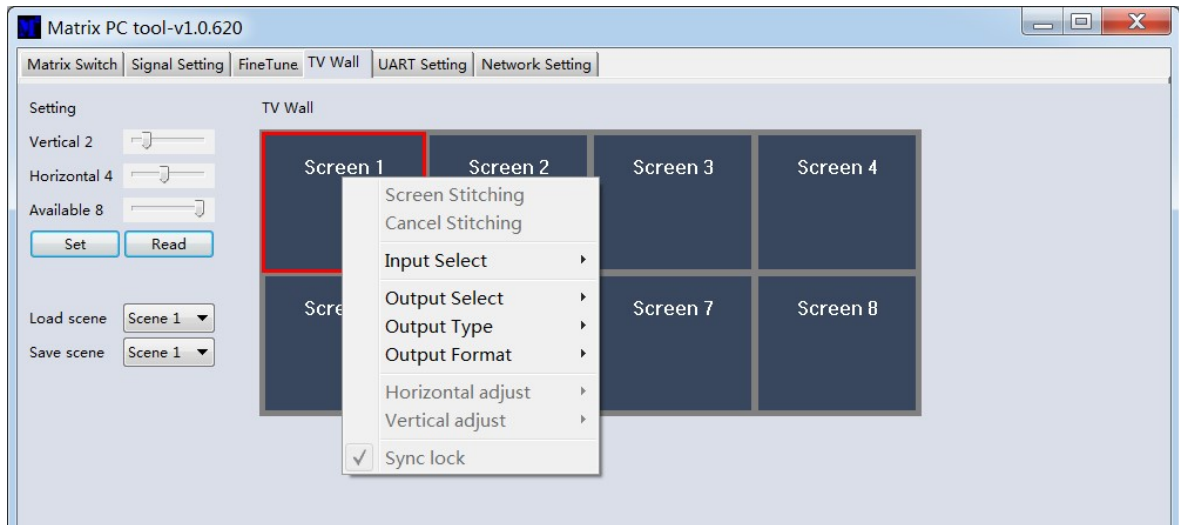 Matrix PC tool-v1.0.620
Matrix Switch Signal Setting FineTune TV Wall UART Setting Network Setting
Setting
TV Wall
Vertical 2
Horizontal 4
Available 8
Set Read
Load scene Scene 1
Save scene Scene 1
Screen 1 Screen 2 Screen 3 Screen 4
Screen Stitching
Cancel Stitching
Input Select
Output Select
Output Type
Output Format
Horizontal adjust
Vertical adjust
Sync lock
Scre
Screen 7 Screen 8